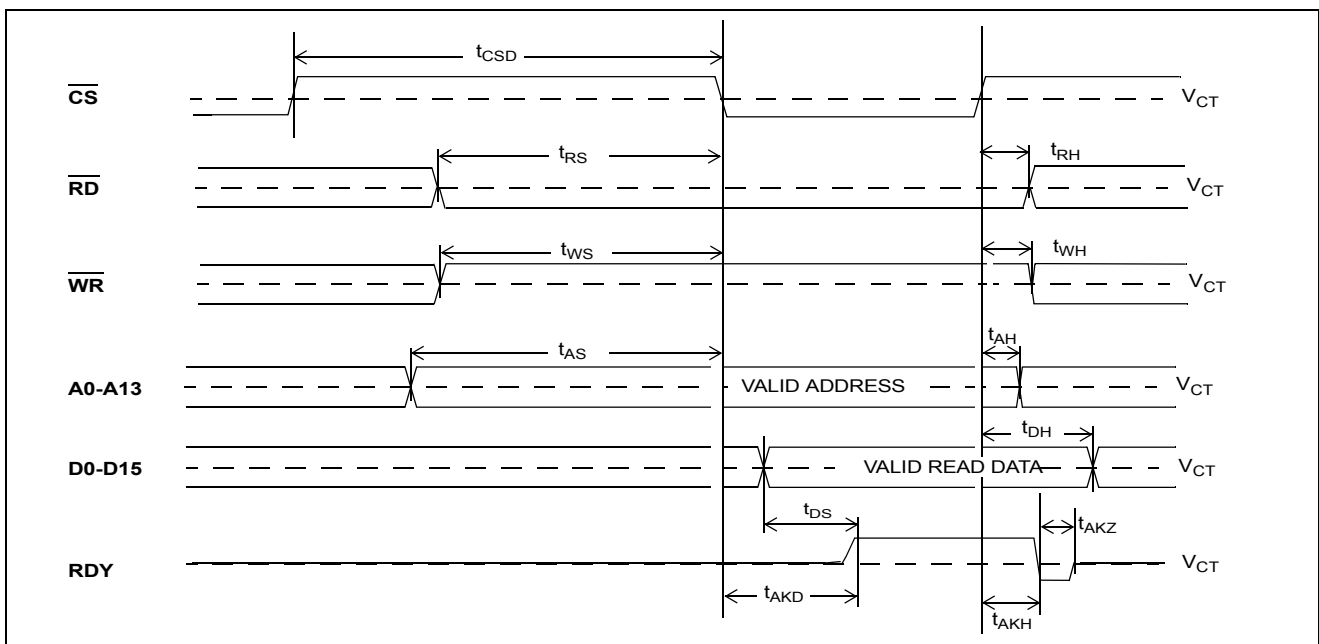 tCSD
CS VCT
tRS tRH
RD VCT
tWS tWH
WR VCT
tAS tAH
A0-A13 VALID ADDRESS VCT
tDH
D0-D15 VALID READ DATA VCT
tDS tAKZ
RDY VCT
tAKD tAKH